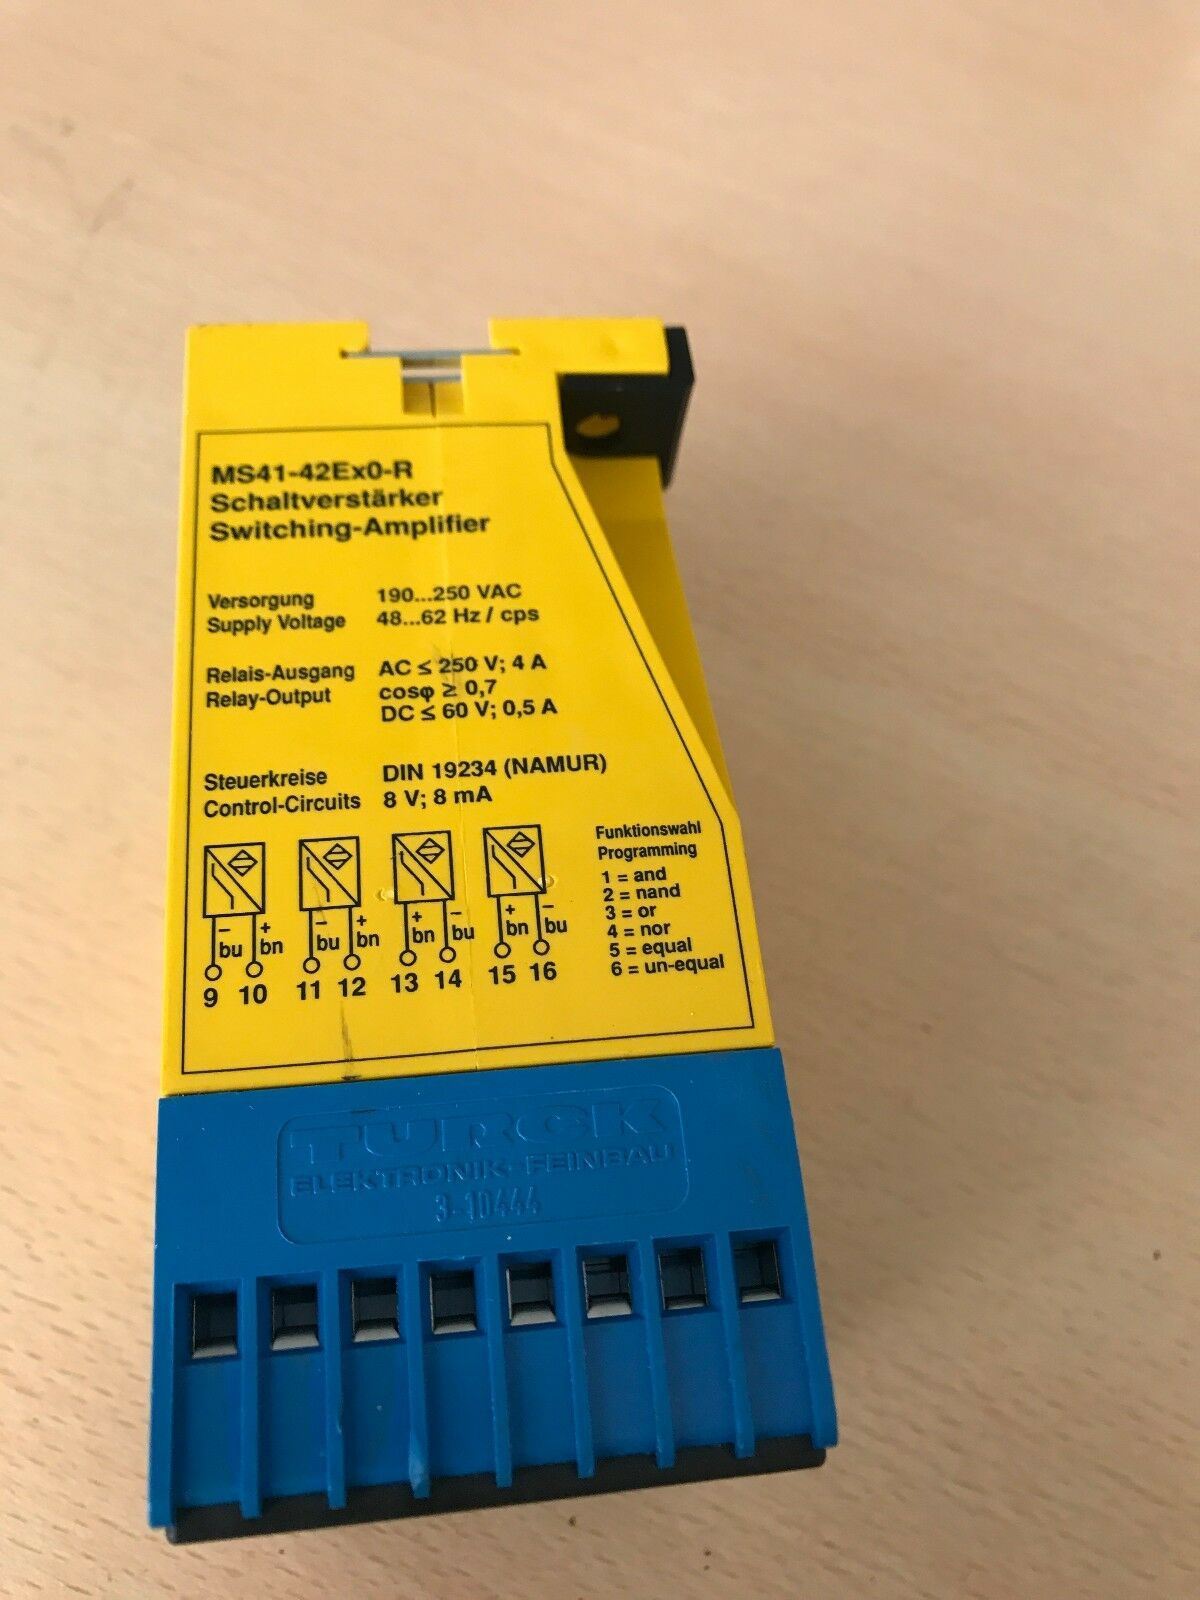 MS41-42Ex0-R
Schaltverstärker
Switching-Amplifier
Versorgung 190...250 VAC
Supply Voltage 48...62 Hz / cps
Relais-Ausgang AC ≤ 250 V; 4 A
Relay-Output cosφ ≥ 0,7
DC ≤ 60 V; 0,5 A
Steuerkreise DIN 19234 (NAMUR)
Control-Circuits 8 V; 8 mA
Funktionswahl
Programming
1 = and
2 = nand
3 = or
4 = nor
5 = equal
6 = un-equal
– + – + + – + –
bu bn bu bn bn bu bn bu
9 10 11 12 13 14 15 16
TURCK
ELEKTRONIK-FEINBAU
3-10444